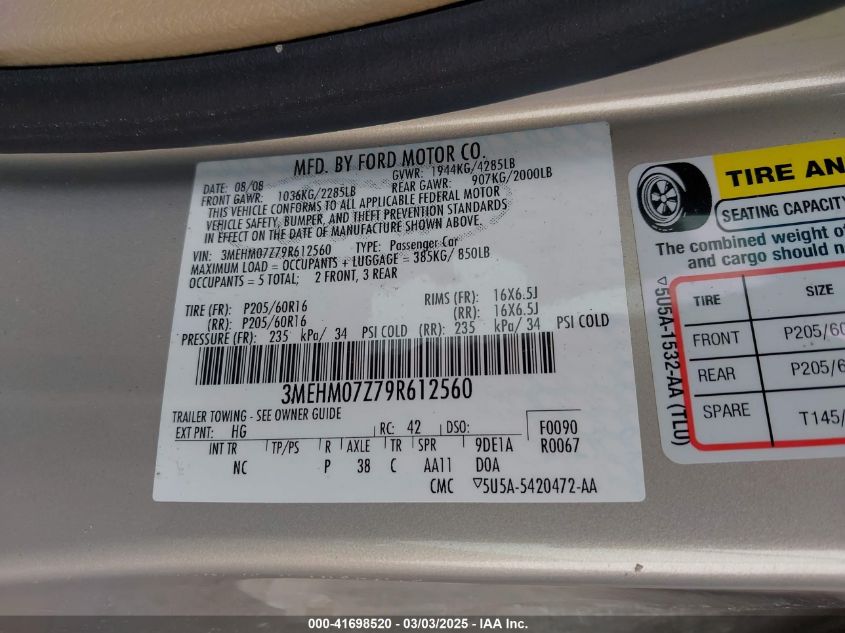 MFD. BY FORD MOTOR CO.
DATE: 08/08 GVWR: 1944KG/4285LB
FRONT GAWR: 1036KG/2285LB REAR GAWR: 907KG/2000LB
THIS VEHICLE CONFORMS TO ALL APPLICABLE FEDERAL MOTOR
VEHICLE SAFETY, BUMPER, AND THEFT PREVENTION STANDARDS
IN EFFECT ON THE DATE OF MANUFACTURE SHOWN ABOVE.
VIN: 3MEHM07Z79R612560 TYPE: Passenger Car
MAXIMUM LOAD = OCCUPANTS + LUGGAGE = 385KG/ 850LB
OCCUPANTS = 5 TOTAL; 2 FRONT, 3 REAR
TIRE (FR): P205/60R16 RIMS (FR): 16X6.5J
(RR): P205/60R16 (RR): 16X6.5J
PRESSURE (FR): 235 kPa/ 34 PSI COLD (RR): 235 kPa/ 34 PSI COLD
3MEHM07Z79R612560
TRAILER TOWING - SEE OWNER GUIDE
EXT PNT: HG RC: 42 DSO: F0090
INT TR TP/PS R AXLE TR SPR 9DE1A R0067
NC P 38 C AA11 D0A
CMC ▽5U5A-5420472-AA
TIRE AN
SEATING CAPACITY
The combined weight of
and cargo should n
TIRE SIZE
FRONT P205/60
REAR P205/6
SPARE T145/
▽5U5A-1532-AA (TL0)
000-41698520 - 03/03/2025 - IAA Inc.